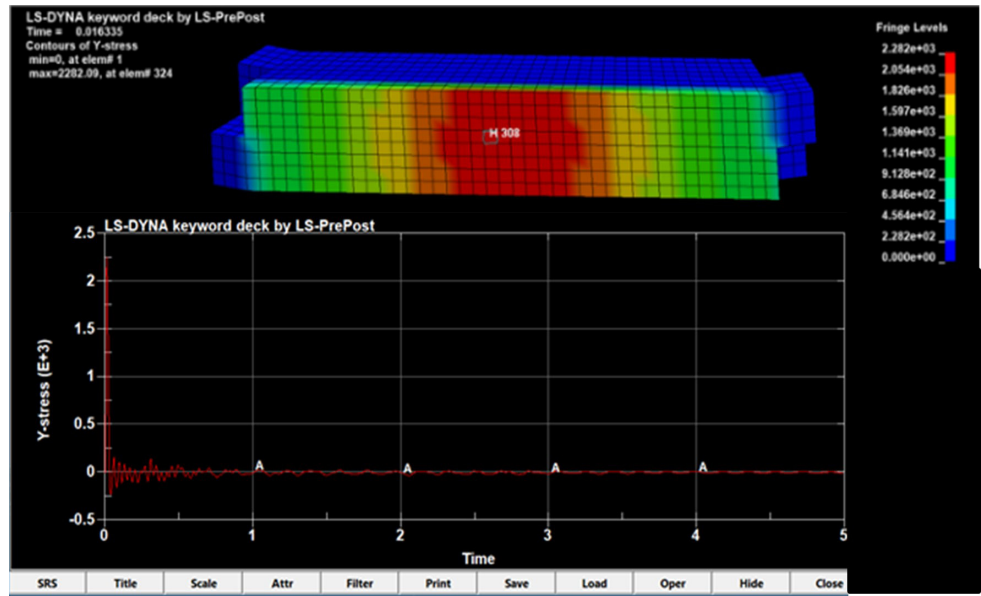 LS-DYNA keyword deck by LS-PrePost
Time = 0.016335
Contours of Y-stress
min=0, at elem# 1
max=2282.09, at elem# 324
Fringe Levels
2.282e+03
2.054e+03
1.826e+03
1.597e+03
1.369e+03
1.141e+03
9.128e+02
6.846e+02
4.564e+02
2.282e+02
0.000e+00
H 308
LS-DYNA keyword deck by LS-PrePost
Y-stress (E+3)
2.5
2
1.5
1
0.5
0
-0.5
A A A A
0 1 2 3 4 5
Time
SRS Title Scale Attr Filter Print Save Load Oper Hide Close